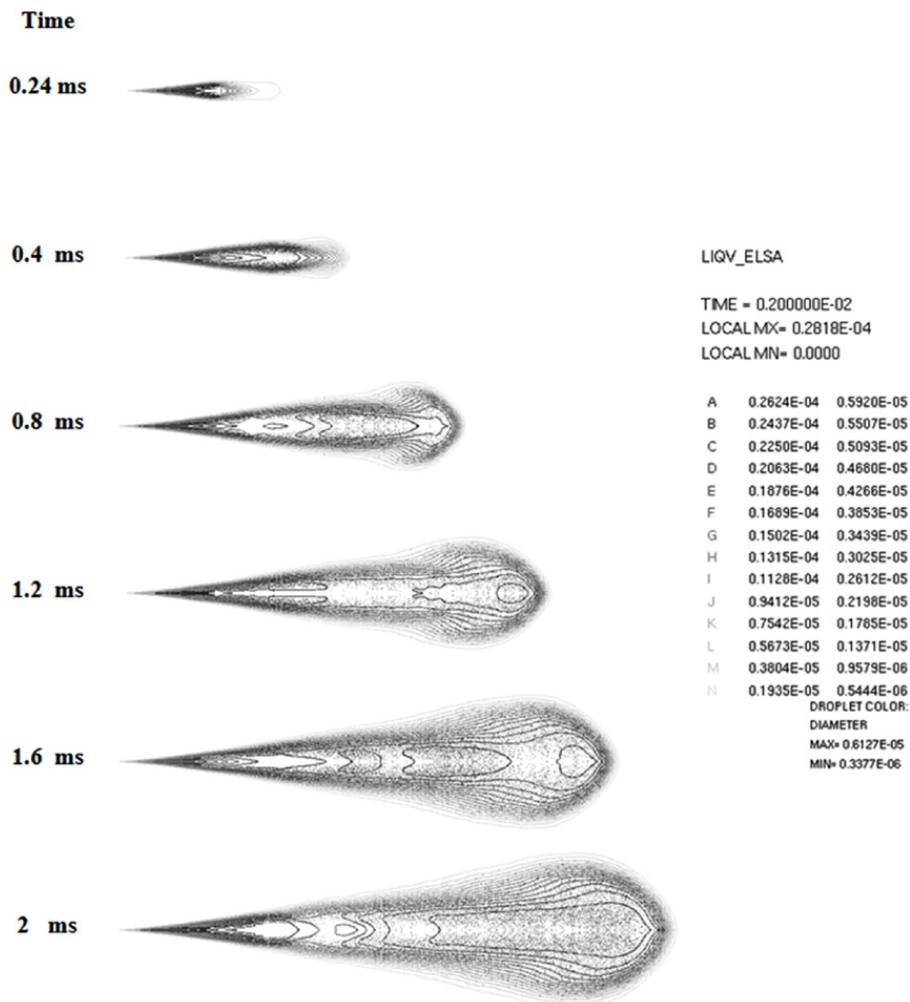 Time
0.24 ms
0.4 ms
0.8 ms
1.2 ms
1.6 ms
2 ms
LIQV_ELSA
TIME = 0.200000E-02
LOCAL MX= 0.2818E-04
LOCAL MN= 0.0000
A 0.2624E-04 0.5920E-05
B 0.2437E-04 0.5507E-05
C 0.2250E-04 0.5093E-05
D 0.2063E-04 0.4680E-05
E 0.1876E-04 0.4266E-05
F 0.1689E-04 0.3853E-05
G 0.1502E-04 0.3439E-05
H 0.1315E-04 0.3025E-05
I 0.1128E-04 0.2612E-05
J 0.9412E-05 0.2198E-05
K 0.7542E-05 0.1785E-05
L 0.5673E-05 0.1371E-05
M 0.3804E-05 0.9579E-06
N 0.1935E-05 0.5444E-06
DROPLET COLOR:
DIAMETER
MAX= 0.6127E-05
MIN= 0.3377E-06